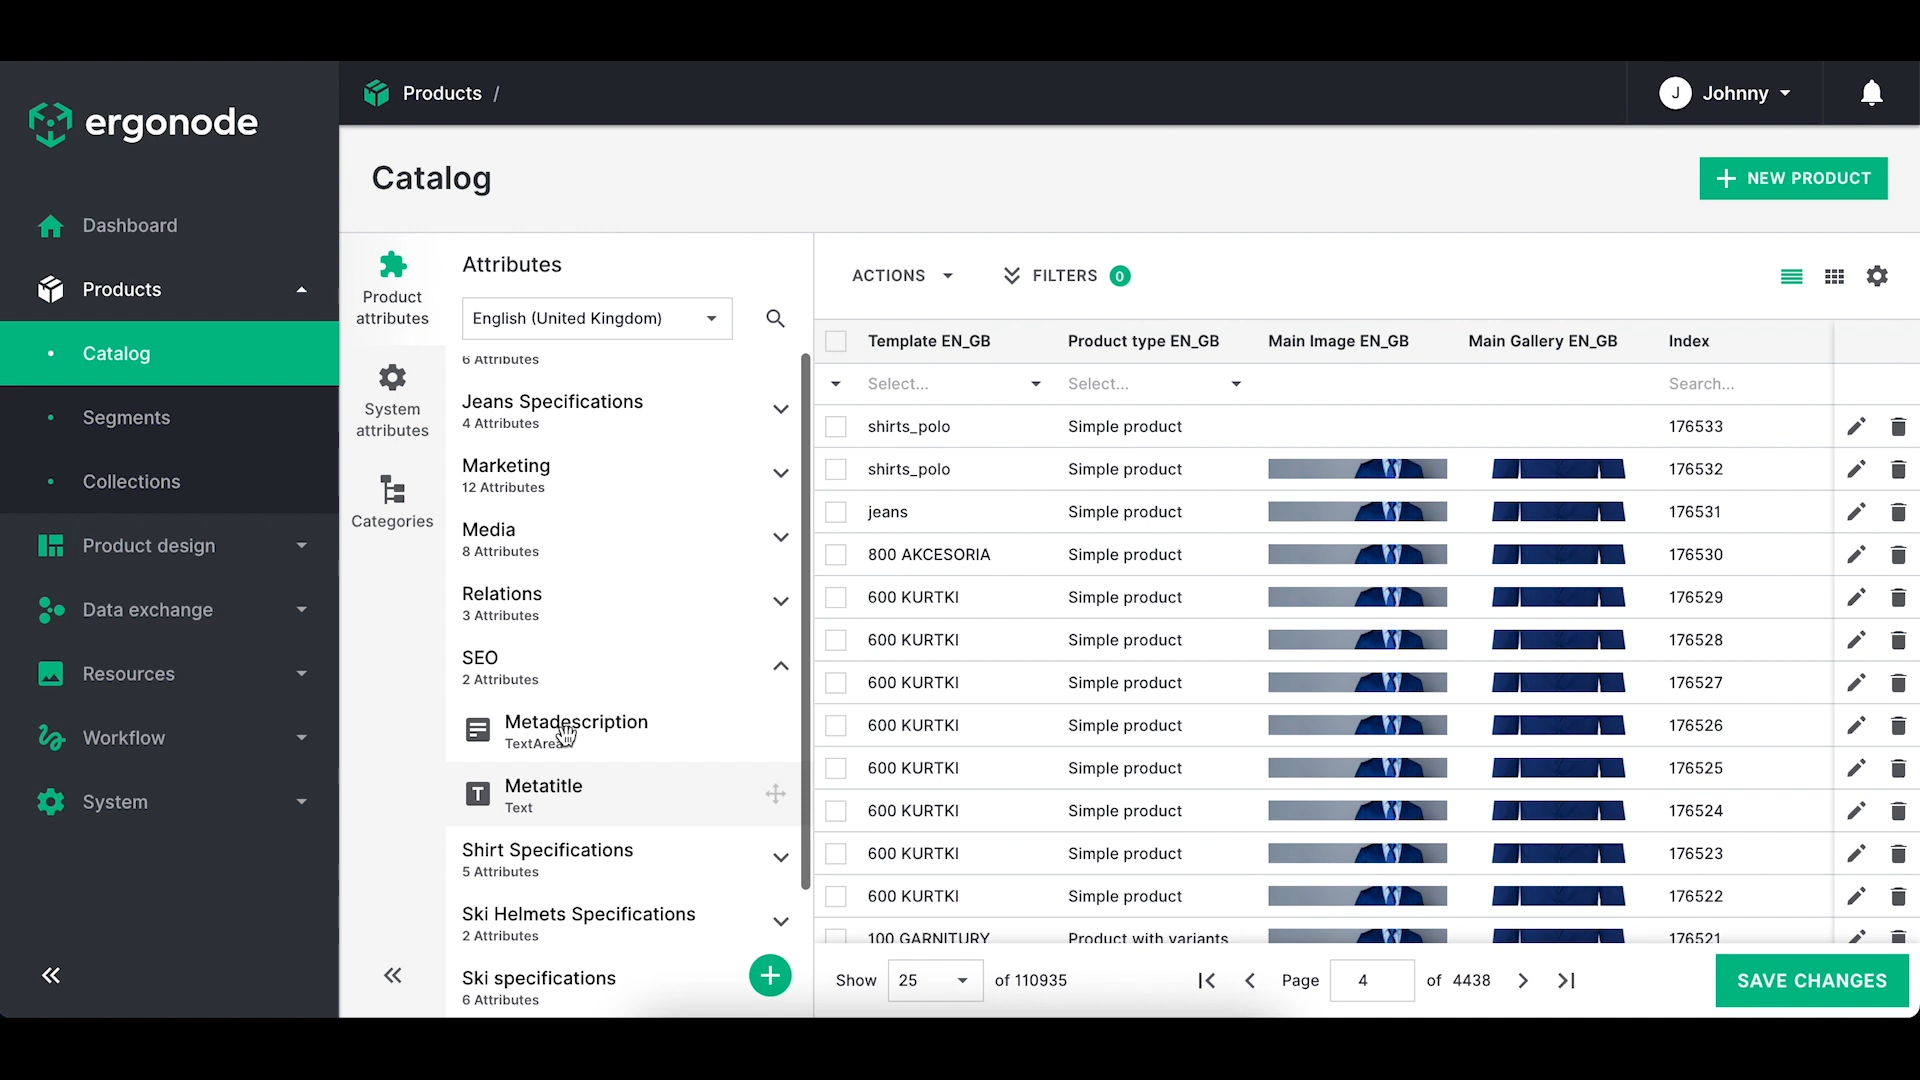 ergonode
Products /
J Johnny
Catalog
+ NEW PRODUCT
Dashboard
Products
Catalog
Segments
Collections
Product design
Data exchange
Resources
Workflow
System
Product
attributes
System
attributes
Categories
Attributes
English (United Kingdom)
6 Attributes
Jeans Specifications
4 Attributes
Marketing
12 Attributes
Media
8 Attributes
Relations
3 Attributes
SEO
2 Attributes
Metadescription
TextArea
T Metatitle
Text
Shirt Specifications
5 Attributes
Ski Helmets Specifications
2 Attributes
Ski specifications
6 Attributes
ACTIONS FILTERS 0
Template EN_GB Product type EN_GB Main Image EN_GB Main Gallery EN_GB Index
Select... Select... Search...
shirts_polo Simple product 176533
shirts_polo Simple product 176532
jeans Simple product 176531
800 AKCESORIA Simple product 176530
600 KURTKI Simple product 176529
600 KURTKI Simple product 176528
600 KURTKI Simple product 176527
600 KURTKI Simple product 176526
600 KURTKI Simple product 176525
600 KURTKI Simple product 176524
600 KURTKI Simple product 176523
600 KURTKI Simple product 176522
100 GARNITURY Product with variants 176521
Show 25 of 110935 Page 4 of 4438
SAVE CHANGES